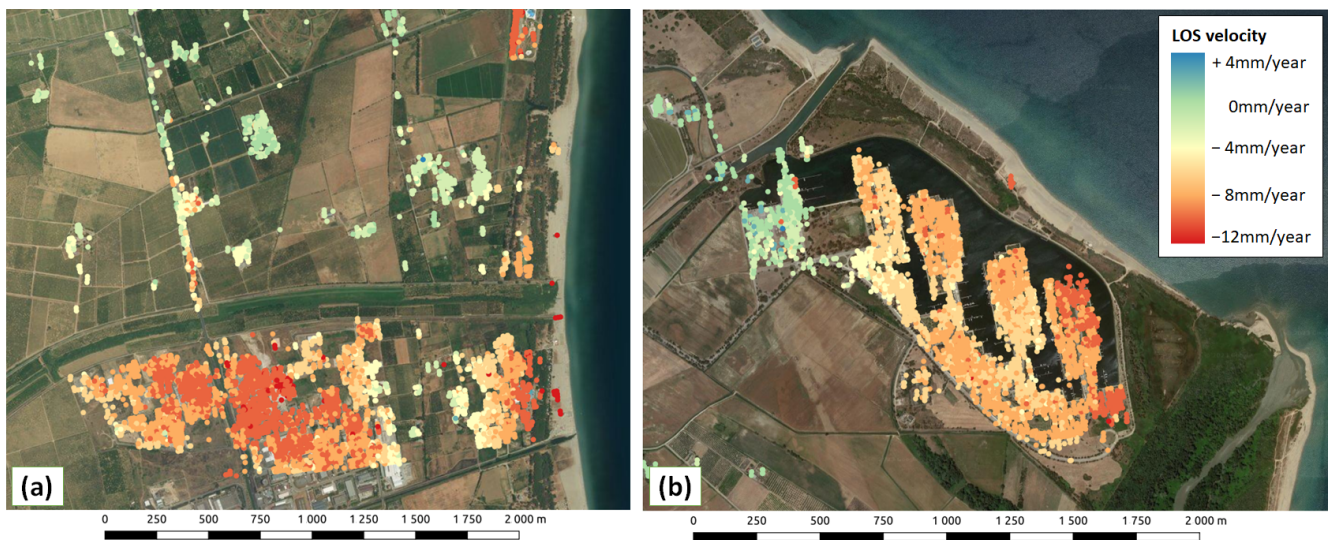 LOS velocity
+ 4mm/year
0mm/year
− 4mm/year
− 8mm/year
−12mm/year
(a)
(b)
0 250 500 750 1 000 1 250 1 500 1 750 2 000 m
0 250 500 750 1 000 1 250 1 500 1 750 2 000 m